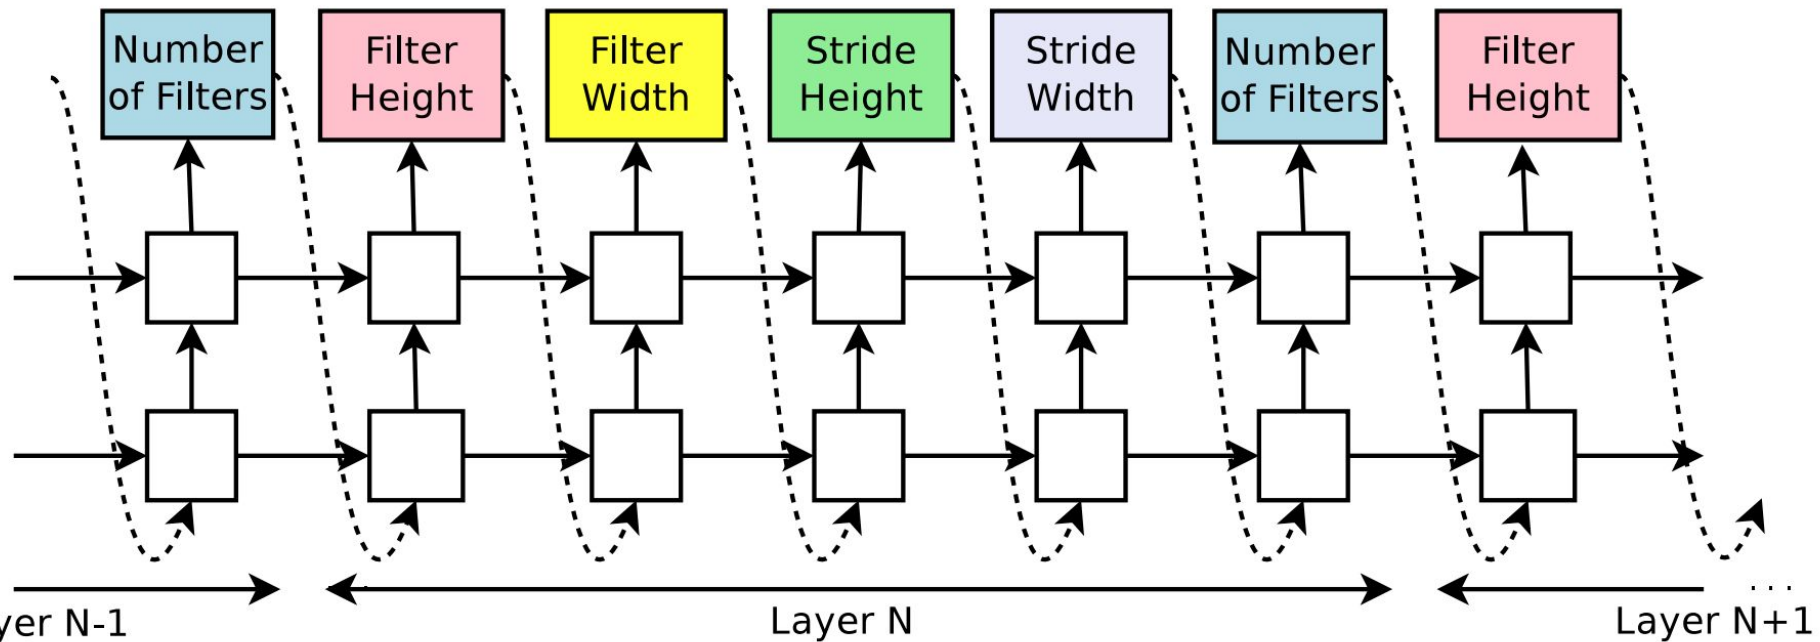 Number
of Filters
Filter
Height
Filter
Width
Stride
Height
Stride
Width
Number
of Filters
Filter
Height
yer N-1
Layer N
...
Layer N+1